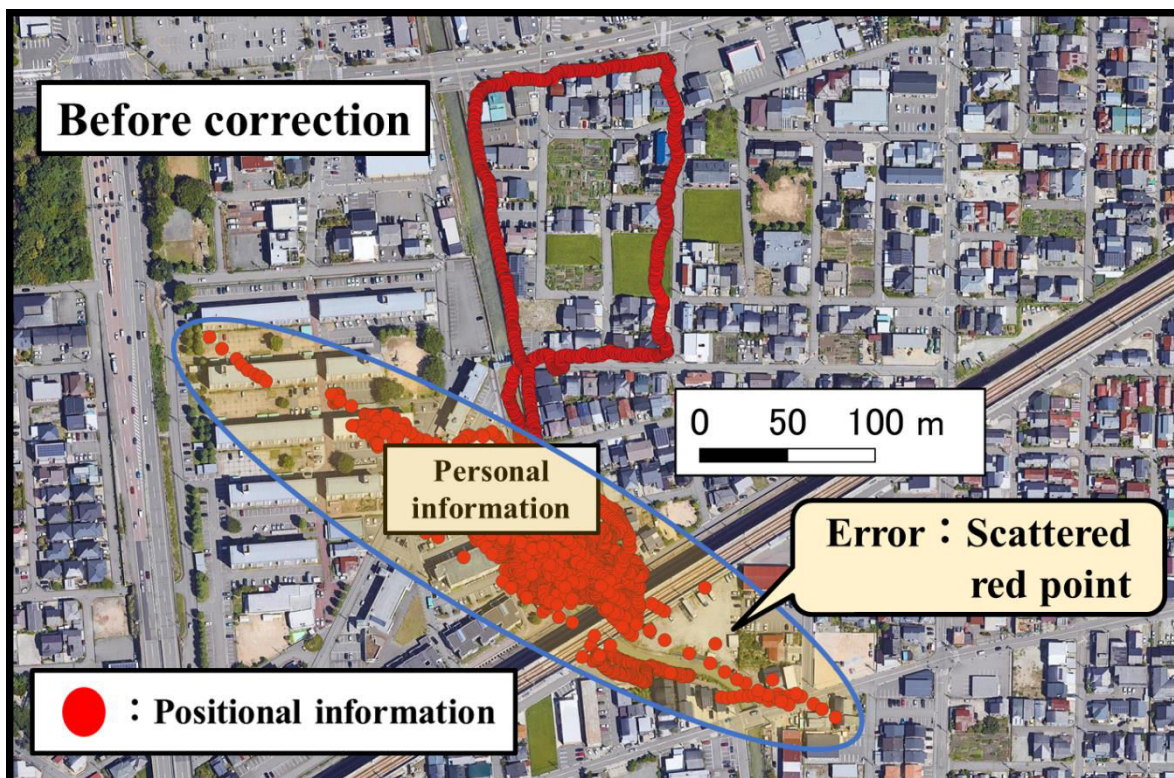 Before correction
0 50 100 m
Personal
information
Error：Scattered
red point
：Positional information